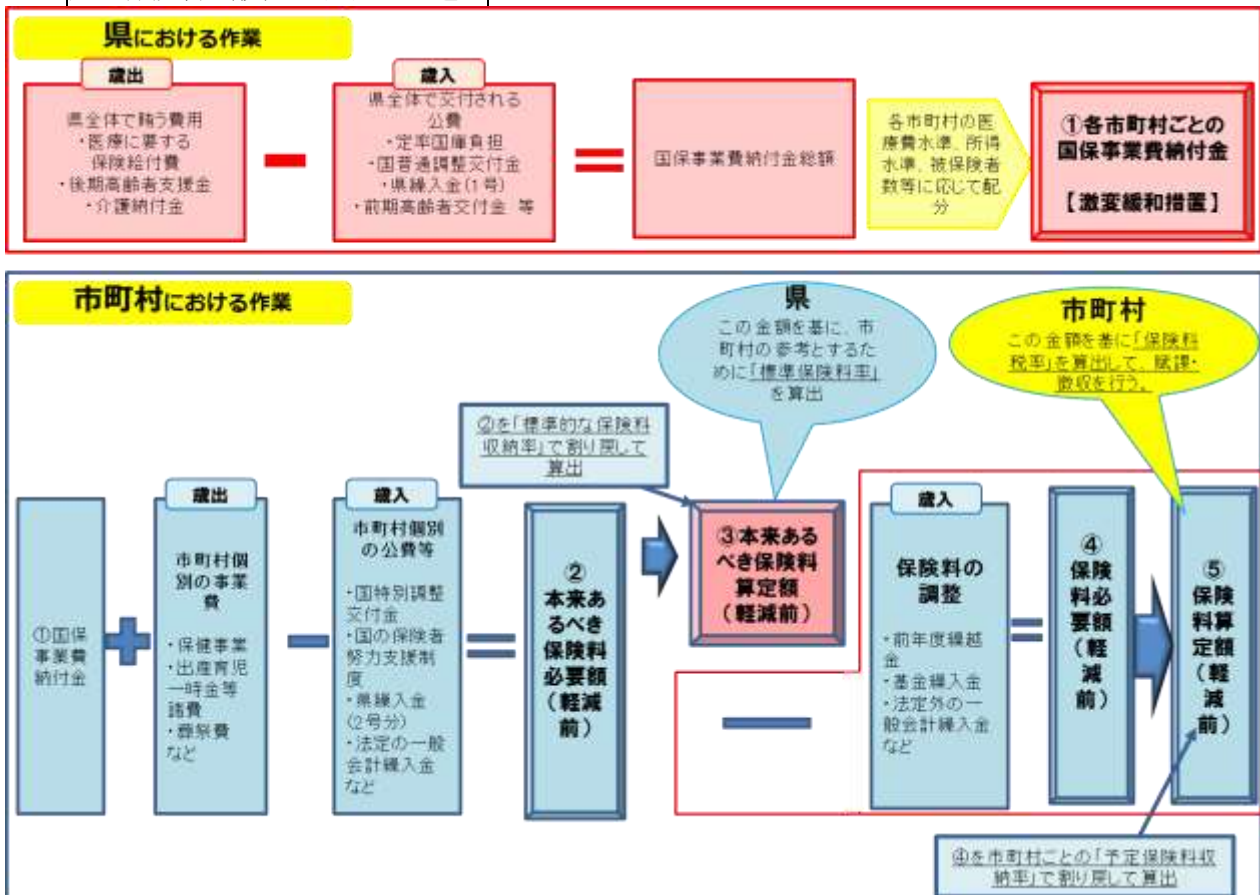 県における作業
歳出
県全体で賄う費用
・医療に要する
保険給付費
・後期高齢者支援金
・介護納付金
歳入
県全体で交付される
公費
・定率国庫負担
・国普通調整交付金
・県繰入金(1号)
・前期高齢者交付金 等
国保事業費納付金総額
各市町村の医
療費水準、所得
水準、被保険者
数等に応じて配
分
①各市町村ごとの
国保事業費納付金
【激変緩和措置】
市町村における作業
県
この金額を基に、市
町村の参考とするた
めに「標準保険料率」
を算出
市町村
この金額を基に「保険料
税率」を算出して、賦課・
徴収を行う。
②を「標準的な保険料
収納率」で割り戻して
算出
①国保
事業費
納付金
歳出
市町村個
別の事業
費
・保健事業
・出産育児
一時金等
諸費
・葬祭費
など
歳入
市町村個別
の公費等
・国特別調整
交付金
・国の保険者
努力支援制
度
・県繰入金
(2号分)
・法定の一般
会計繰入金
など
②
本来あ
るべき
保険料
必要額
(軽減
前)
③本来ある
べき保険料
算定額
(軽減前)
歳入
保険料の
調整
・前年度繰越
金
・基金繰入金
・法定外の一
般会計繰入金
など
④
保険
料必
要額
(軽
減
前)
⑤
保険
料算
定額
(軽
減
前)
④を市町村ごとの「予定保険料収
納率」で割り戻して算出